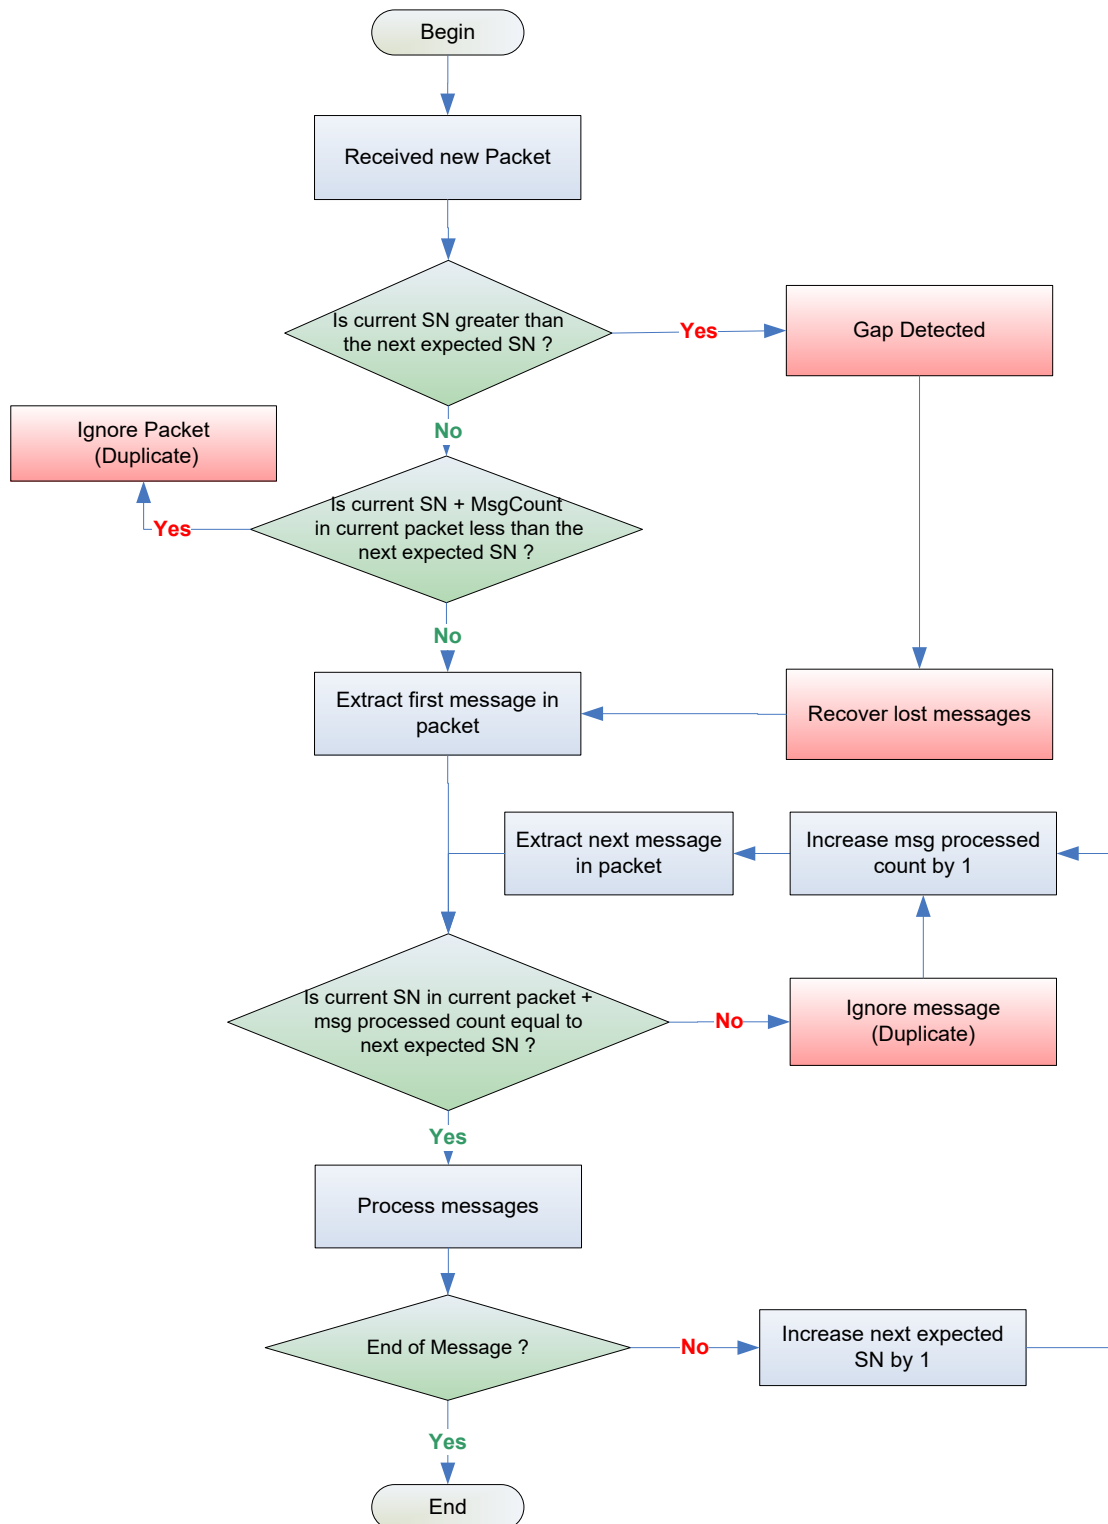 Begin
Received new Packet
Is current SN greater than
the next expected SN ?
Yes
Gap Detected
No
Ignore Packet
(Duplicate)
Is current SN + MsgCount
in current packet less than the
next expected SN ?
Yes
No
Extract first message in
packet
Recover lost messages
Extract next message
in packet
Increase msg processed
count by 1
Is current SN in current packet +
msg processed count equal to
next expected SN ?
No
Ignore message
(Duplicate)
Yes
Process messages
End of Message ?
No
Increase next expected
SN by 1
Yes
End